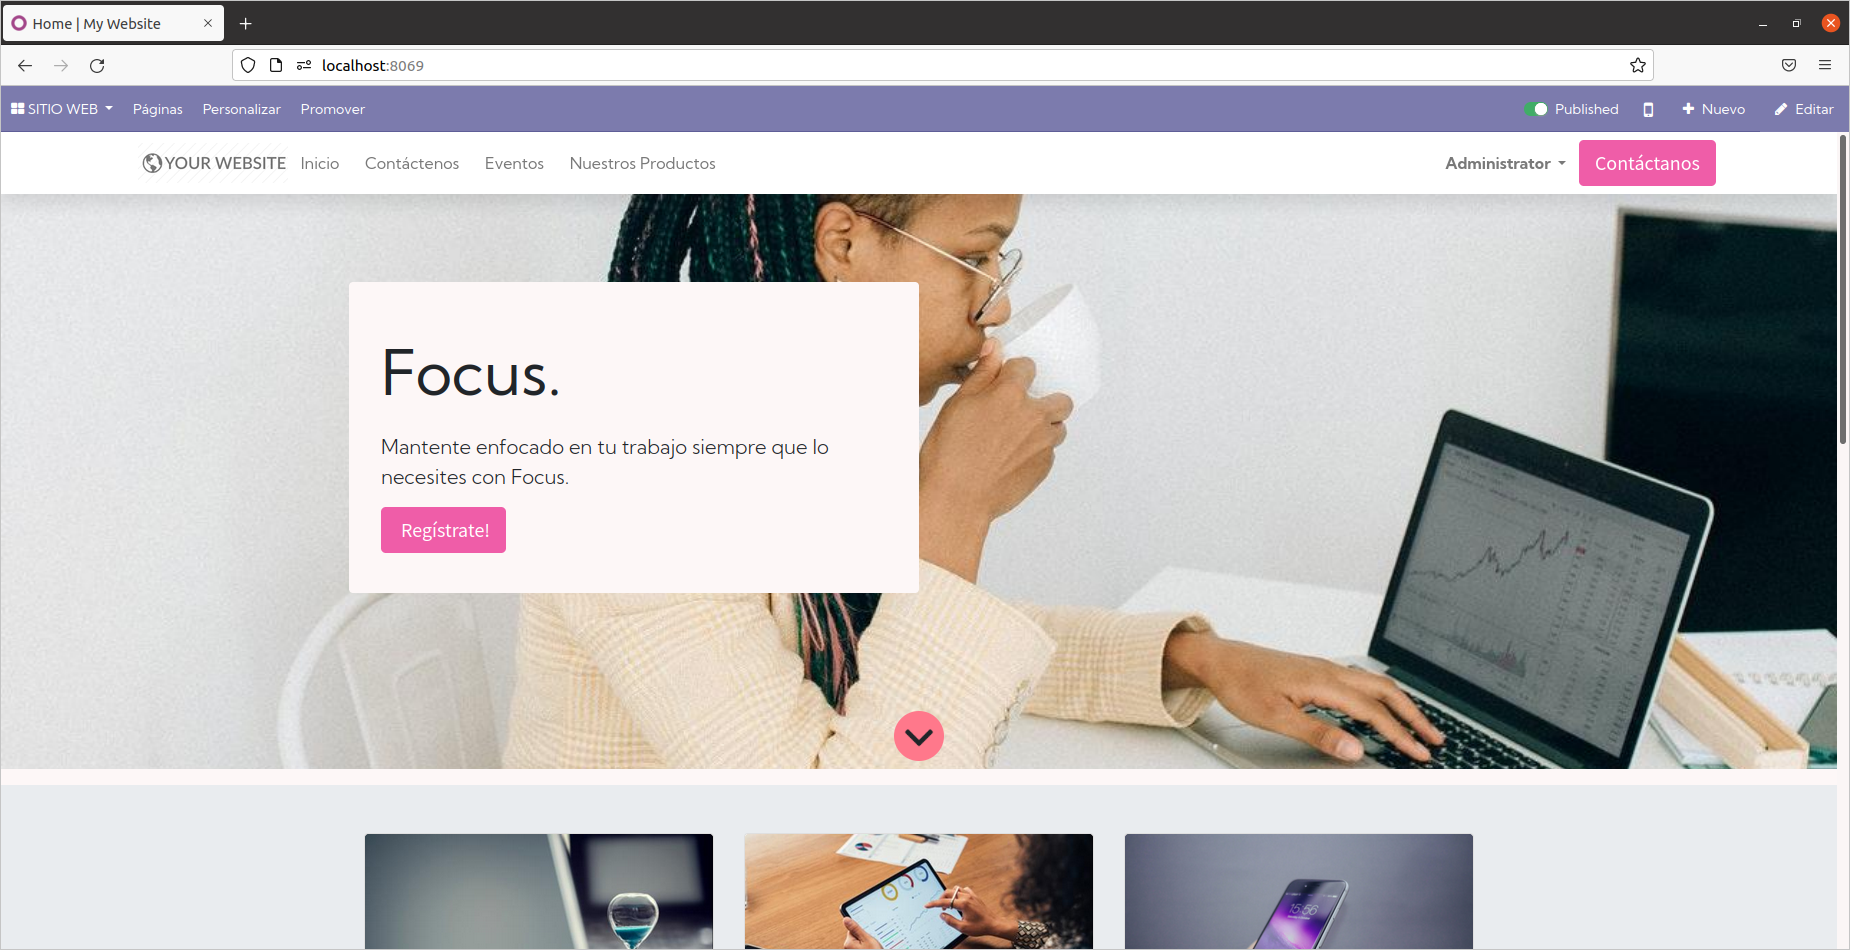 Home | My Website
localhost:8069
SITIO WEB Páginas Personalizar Promover Published Nuevo Editar
YOUR WEBSITE Inicio Contáctenos Eventos Nuestros Productos Administrator Contáctanos
Focus.
Mantente enfocado en tu trabajo siempre que lo
necesites con Focus.
Regístrate!
15:56